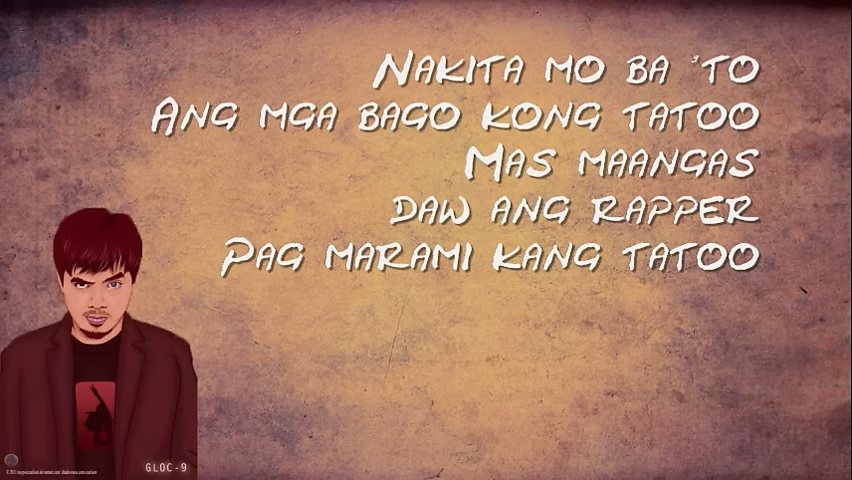 Nakita mo ba 'to
Ang mga bago kong tatoo
Mas maangas
daw ang rapper
Pag marami kang tatoo
GLOC-9